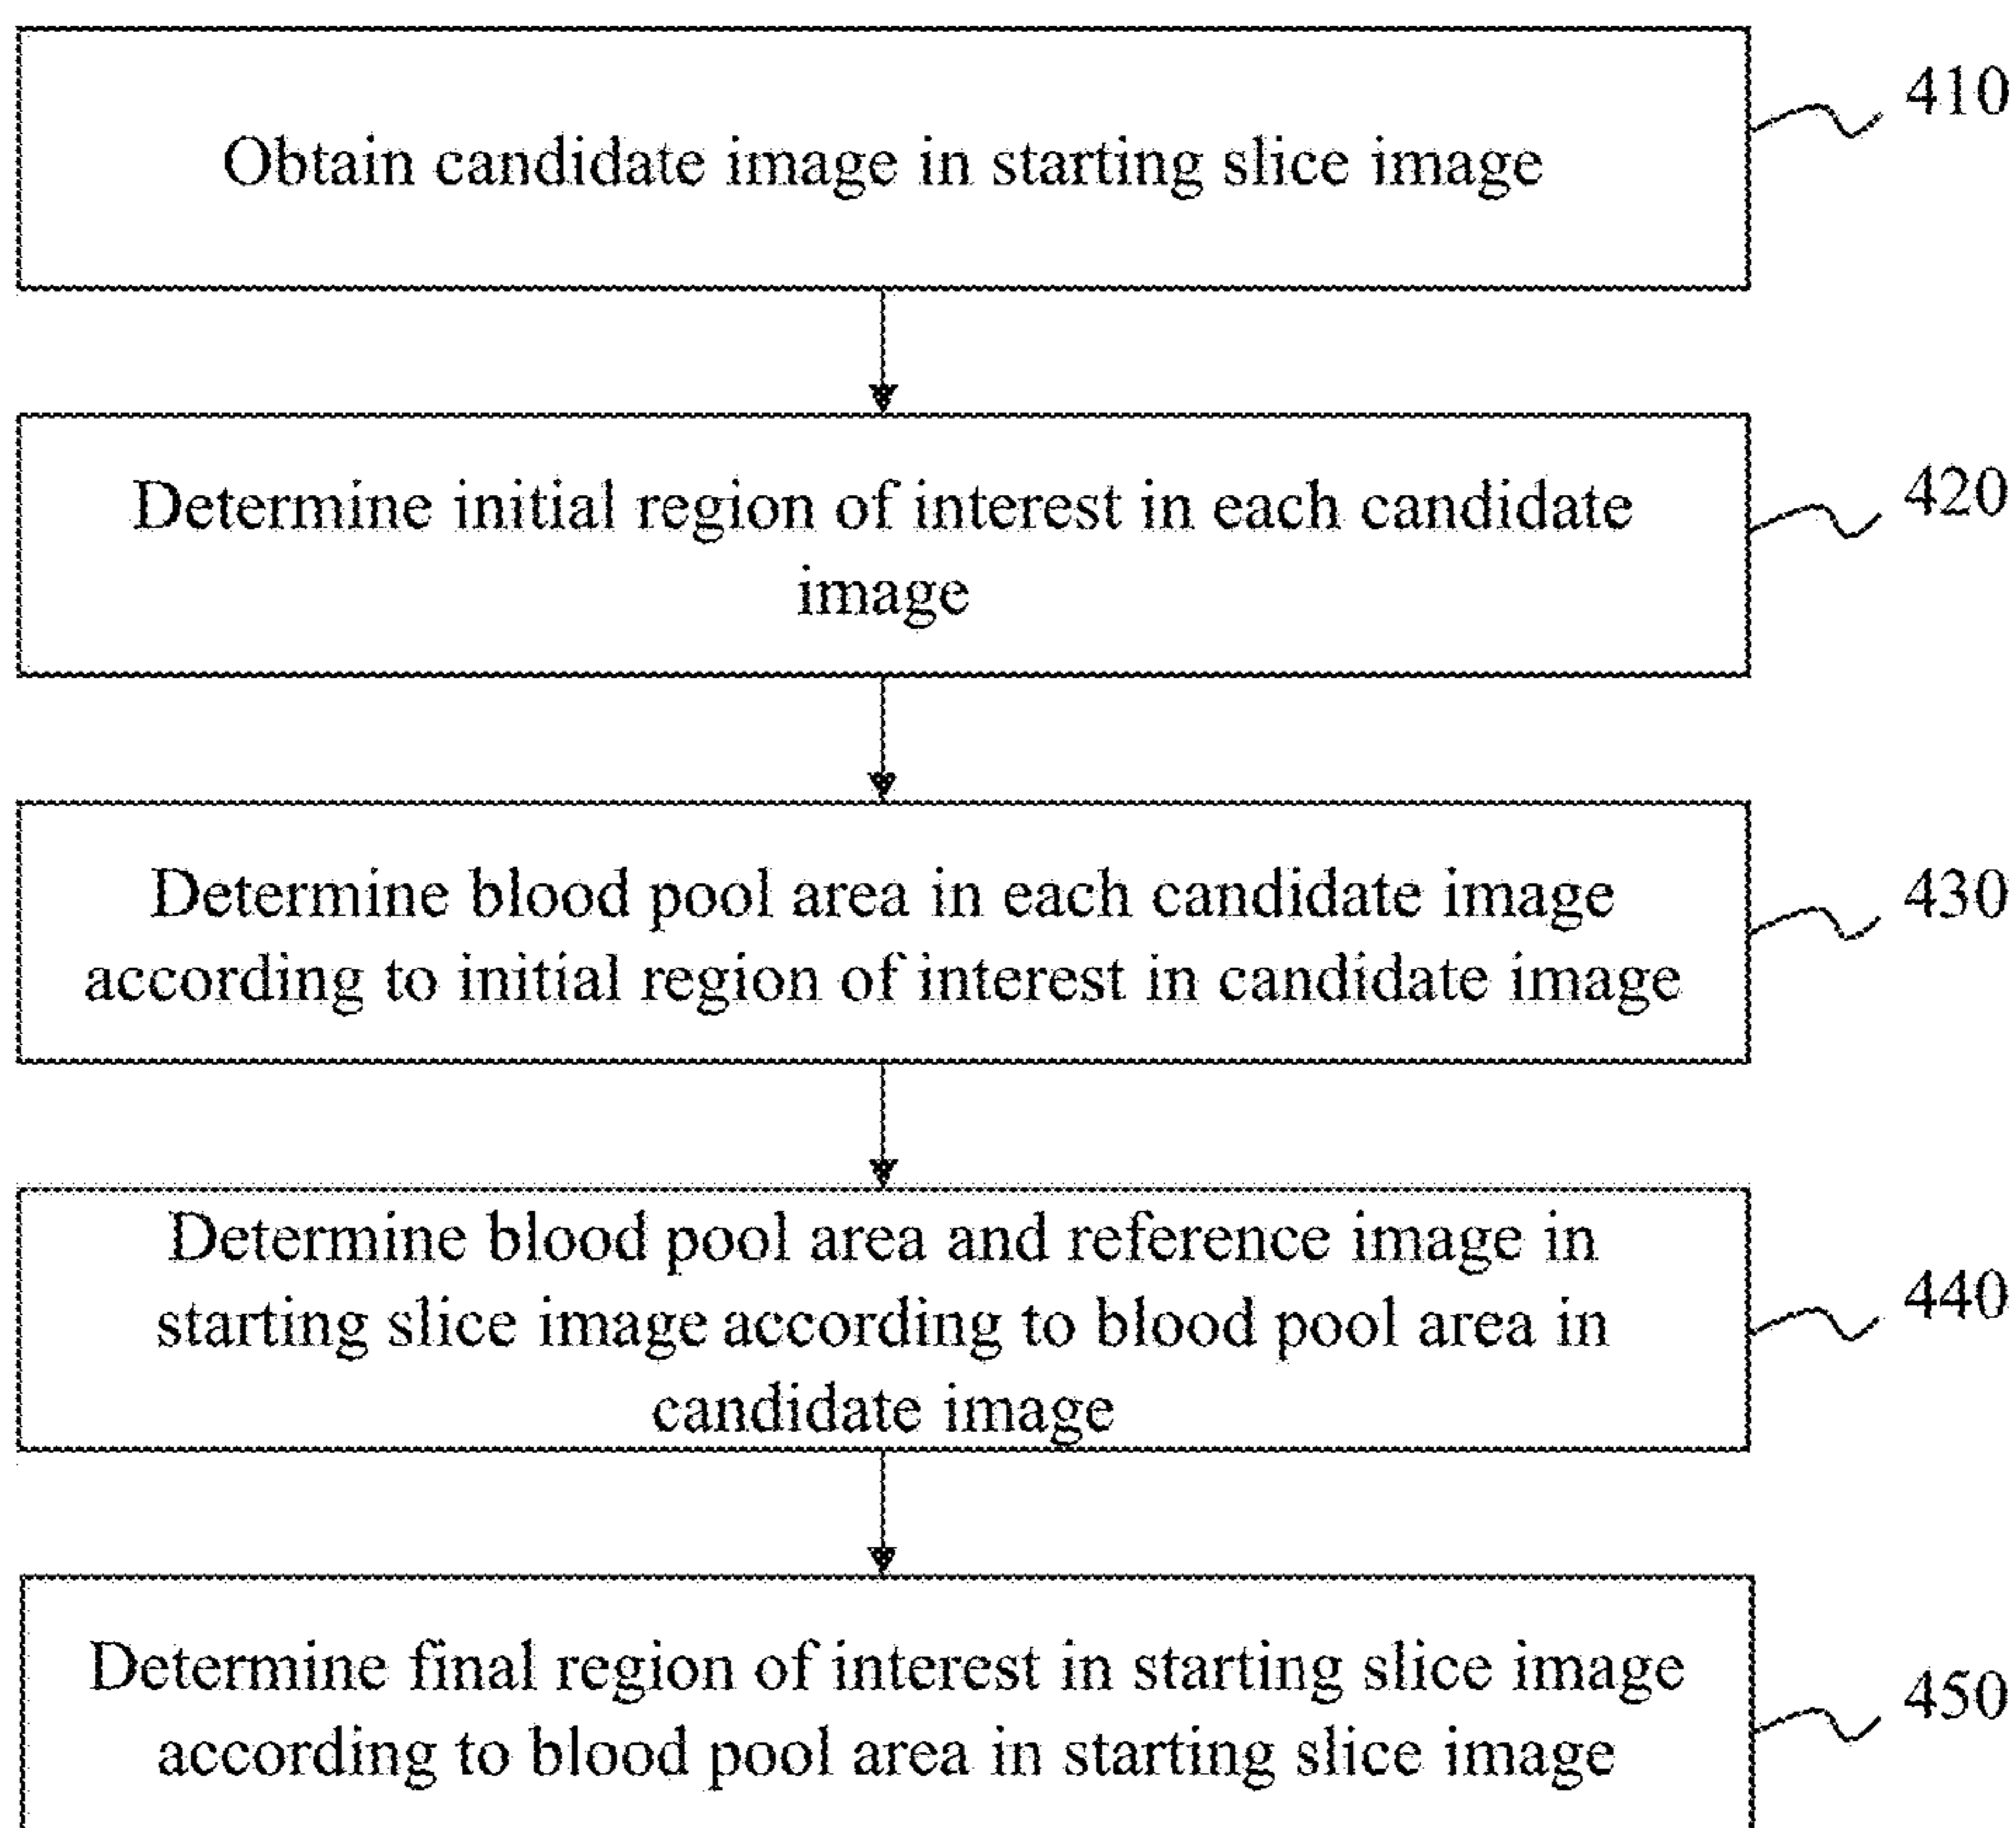 410
Obtain candidate image in starting slice image
420
Determine initial region of interest in each candidate
image
430
Determine blood pool area in each candidate image
according to initial region of interest in candidate image
Determine blood pool area and reference image in
440
starting slice image according to blood pool area in
candidate image
Determine final region of interest in starting slice image
450
according to blood pool area in starting slice image